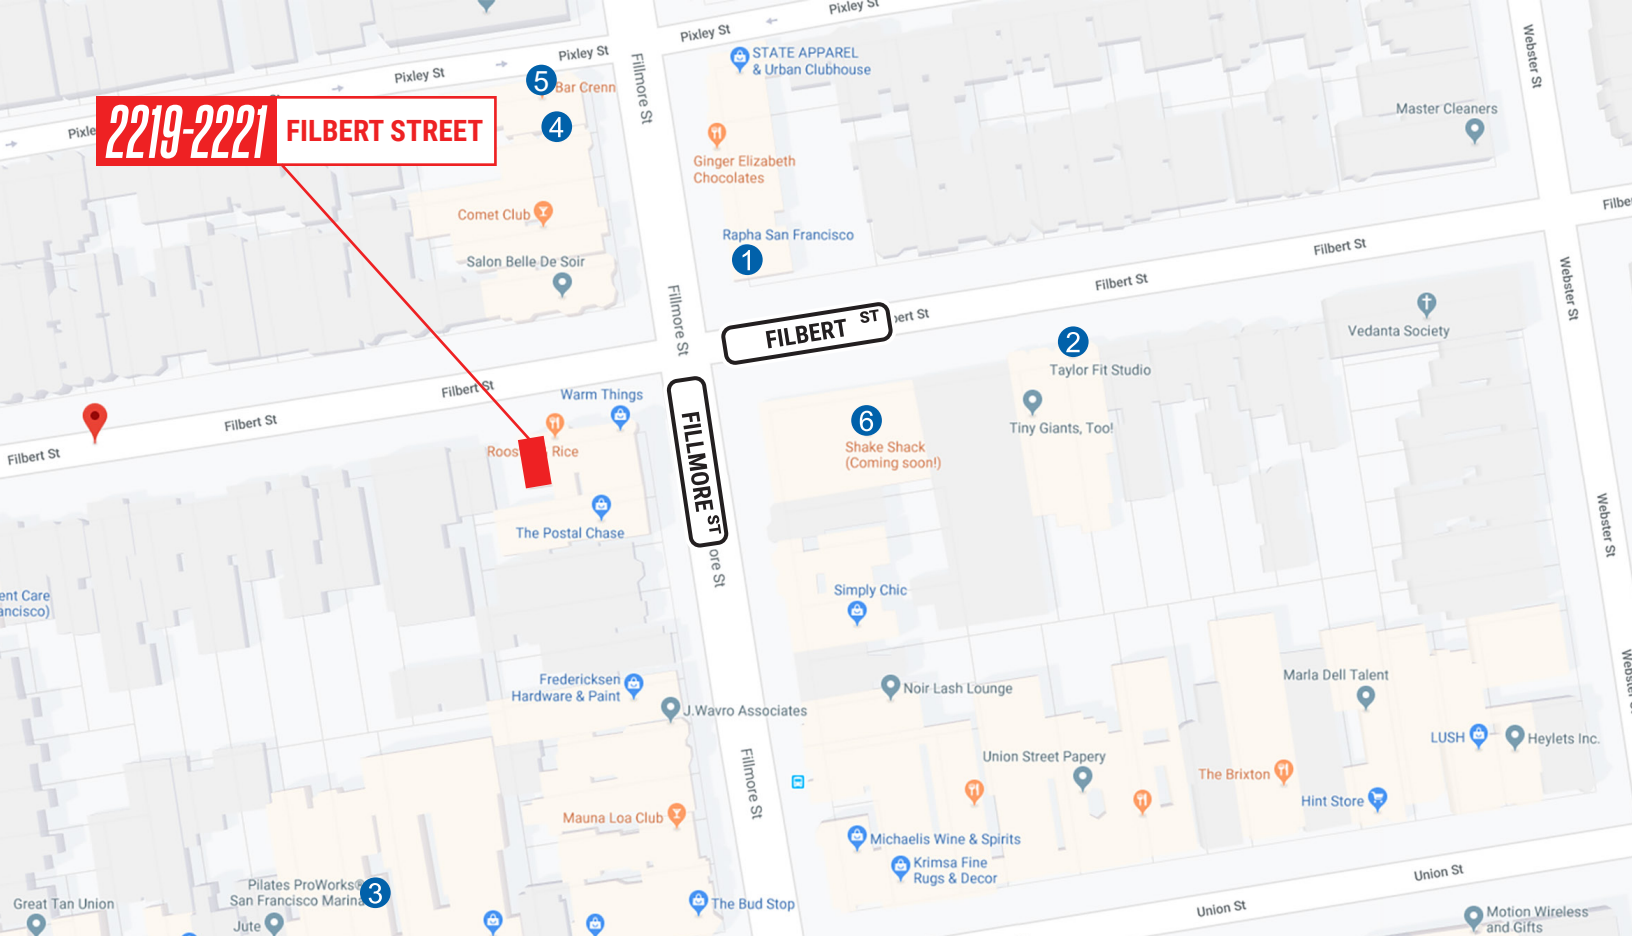 Pixley St
Pixley St
Pixley St
Pixley St
Fillmore St
Webster St
STATE APPAREL
& Urban Clubhouse
5
Bar Crenn
4
2219-2221
FILBERT STREET
Master Cleaners
Ginger Elizabeth
Chocolates
Comet Club
Rapha San Francisco
1
Salon Belle De Soir
Filbert St
Filbert St
Fillmore St
Webster St
FILBERT ST
Vedanta Society
2
Taylor Fit Studio
Filbert St
Filbert St
Filbert St
Warm Things
Rice
FILLMORE ST
6
Shake Shack
(Coming soon!)
Tiny Giants, Too!
The Postal Chase
Webster St
Simply Chic
Fredericksen
Hardware & Paint
J.Wavro Associates
Noir Lash Lounge
Marla Dell Talent
LUSH
Heylets Inc.
Union Street Papery
The Brixton
Hint Store
Fillmore St
Mauna Loa Club
Michaelis Wine & Spirits
Krimsa Fine
Rugs & Decor
Pilates ProWorks®
San Francisco Marina
3
Great Tan Union
Jute
The Bud Stop
Union St
Union St
Motion Wireless
and Gifts